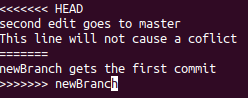 <<<<<<< HEAD
second edit goes to master
This line will not cause a coflict
=======
newBranch gets the first commit
>>>>>>> newBranch